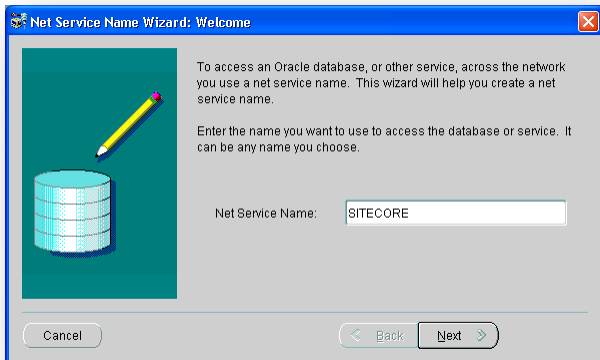 Net Service Name Wizard: Welcome
To access an Oracle database, or other service, across the network
you use a net service name. This wizard will help you create a net
service name.
Enter the name you want to use to access the database or service. It
can be any name you choose.
Net Service Name: SITECORE
Cancel Back Next